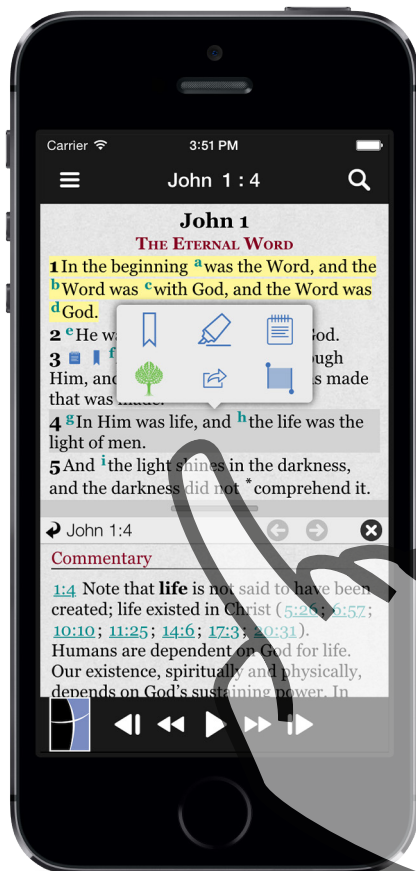 Carrier 3:51 PM
John 1 : 4
John 1
The Eternal Word
1 In the beginning a was the Word, and the
b Word was c with God, and the Word was
d God.
2 e He God.
3 f
Him, and made
that was made.
4 g In Him was life, and h the life was the
light of men.
5 And i the light shines in the darkness,
and the darkness did not * comprehend it.
John 1:4
Commentary
1:4 Note that life is not said to have been
created; life existed in Christ (5:26; 6:57;
10:10; 11:25; 14:6; 17:3; 20:31).
Humans are dependent on God for life.
Our existence, spiritually and physically,
depends on God's sustaining power. In